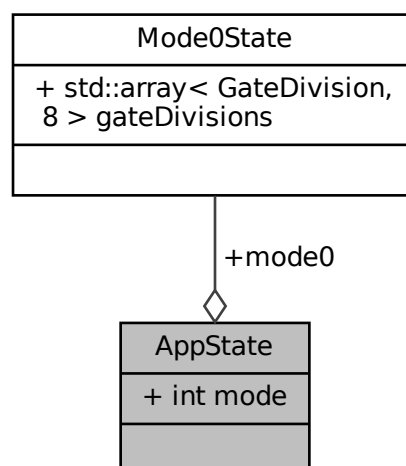 Mode0State
+ std::array< GateDivision,
8 > gateDivisions
+mode0
AppState
+ int mode